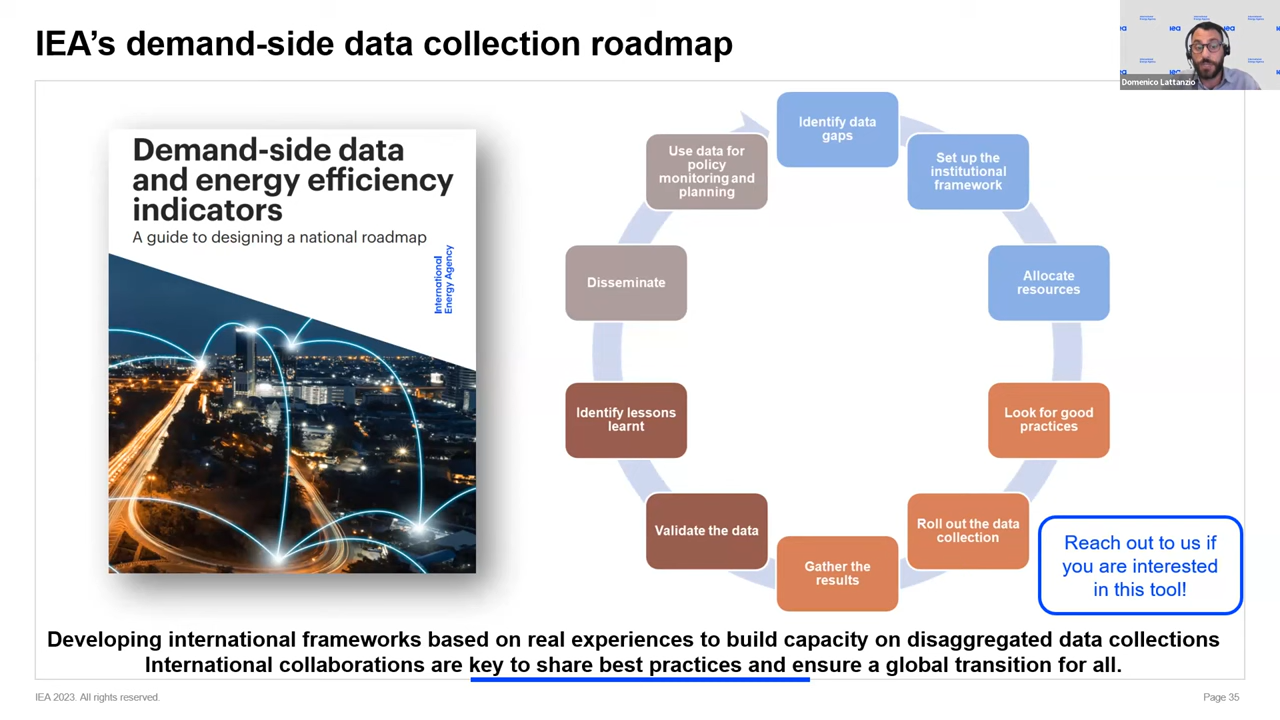 IEA's demand-side data collection roadmap
Domenico Lattanzio
Demand-side data
and energy efficiency
indicators
A guide to designing a national roadmap
International
Energy Agency
Identify data
gaps
Set up the
institutional
framework
Allocate
resources
Look for good
practices
Roll out the data
collection
Gather the
results
Validate the data
Identify lessons
learnt
Disseminate
Use data for
policy
monitoring and
planning
Reach out to us if
you are interested
in this tool!
Developing international frameworks based on real experiences to build capacity on disaggregated data collections
International collaborations are key to share best practices and ensure a global transition for all.
IEA 2023. All rights reserved.
Page 35